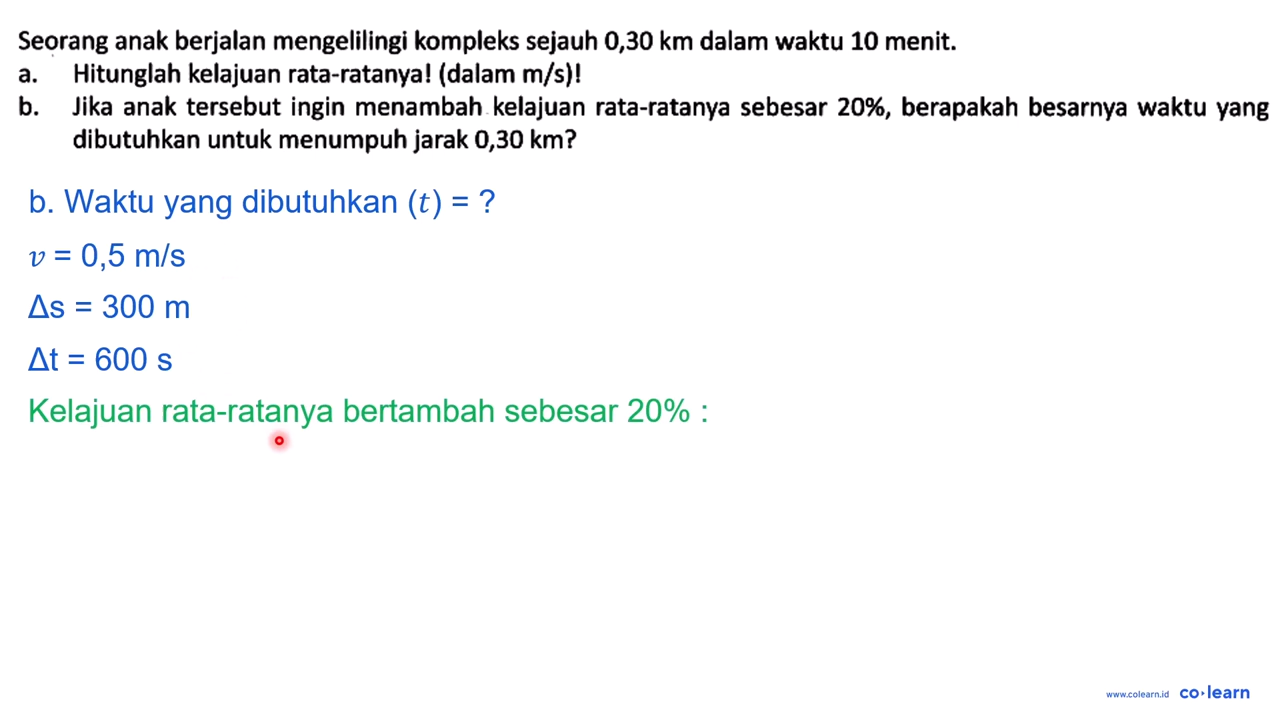 Seorang anak berjalan mengelilingi kompleks sejauh 0,30 km dalam waktu 10 menit.
a. Hitunglah kelajuan rata-ratanya! (dalam m/s)!
b. Jika anak tersebut ingin menambah kelajuan rata-ratanya sebesar 20%, berapakah besarnya waktu yang
dibutuhkan untuk menumpuh jarak 0,30 km?
b. Waktu yang dibutuhkan (t) = ?
v = 0,5 m/s
Δs = 300 m
Δt = 600 s
Kelajuan rata-ratanya bertambah sebesar 20% :
www.colearn.id co·learn